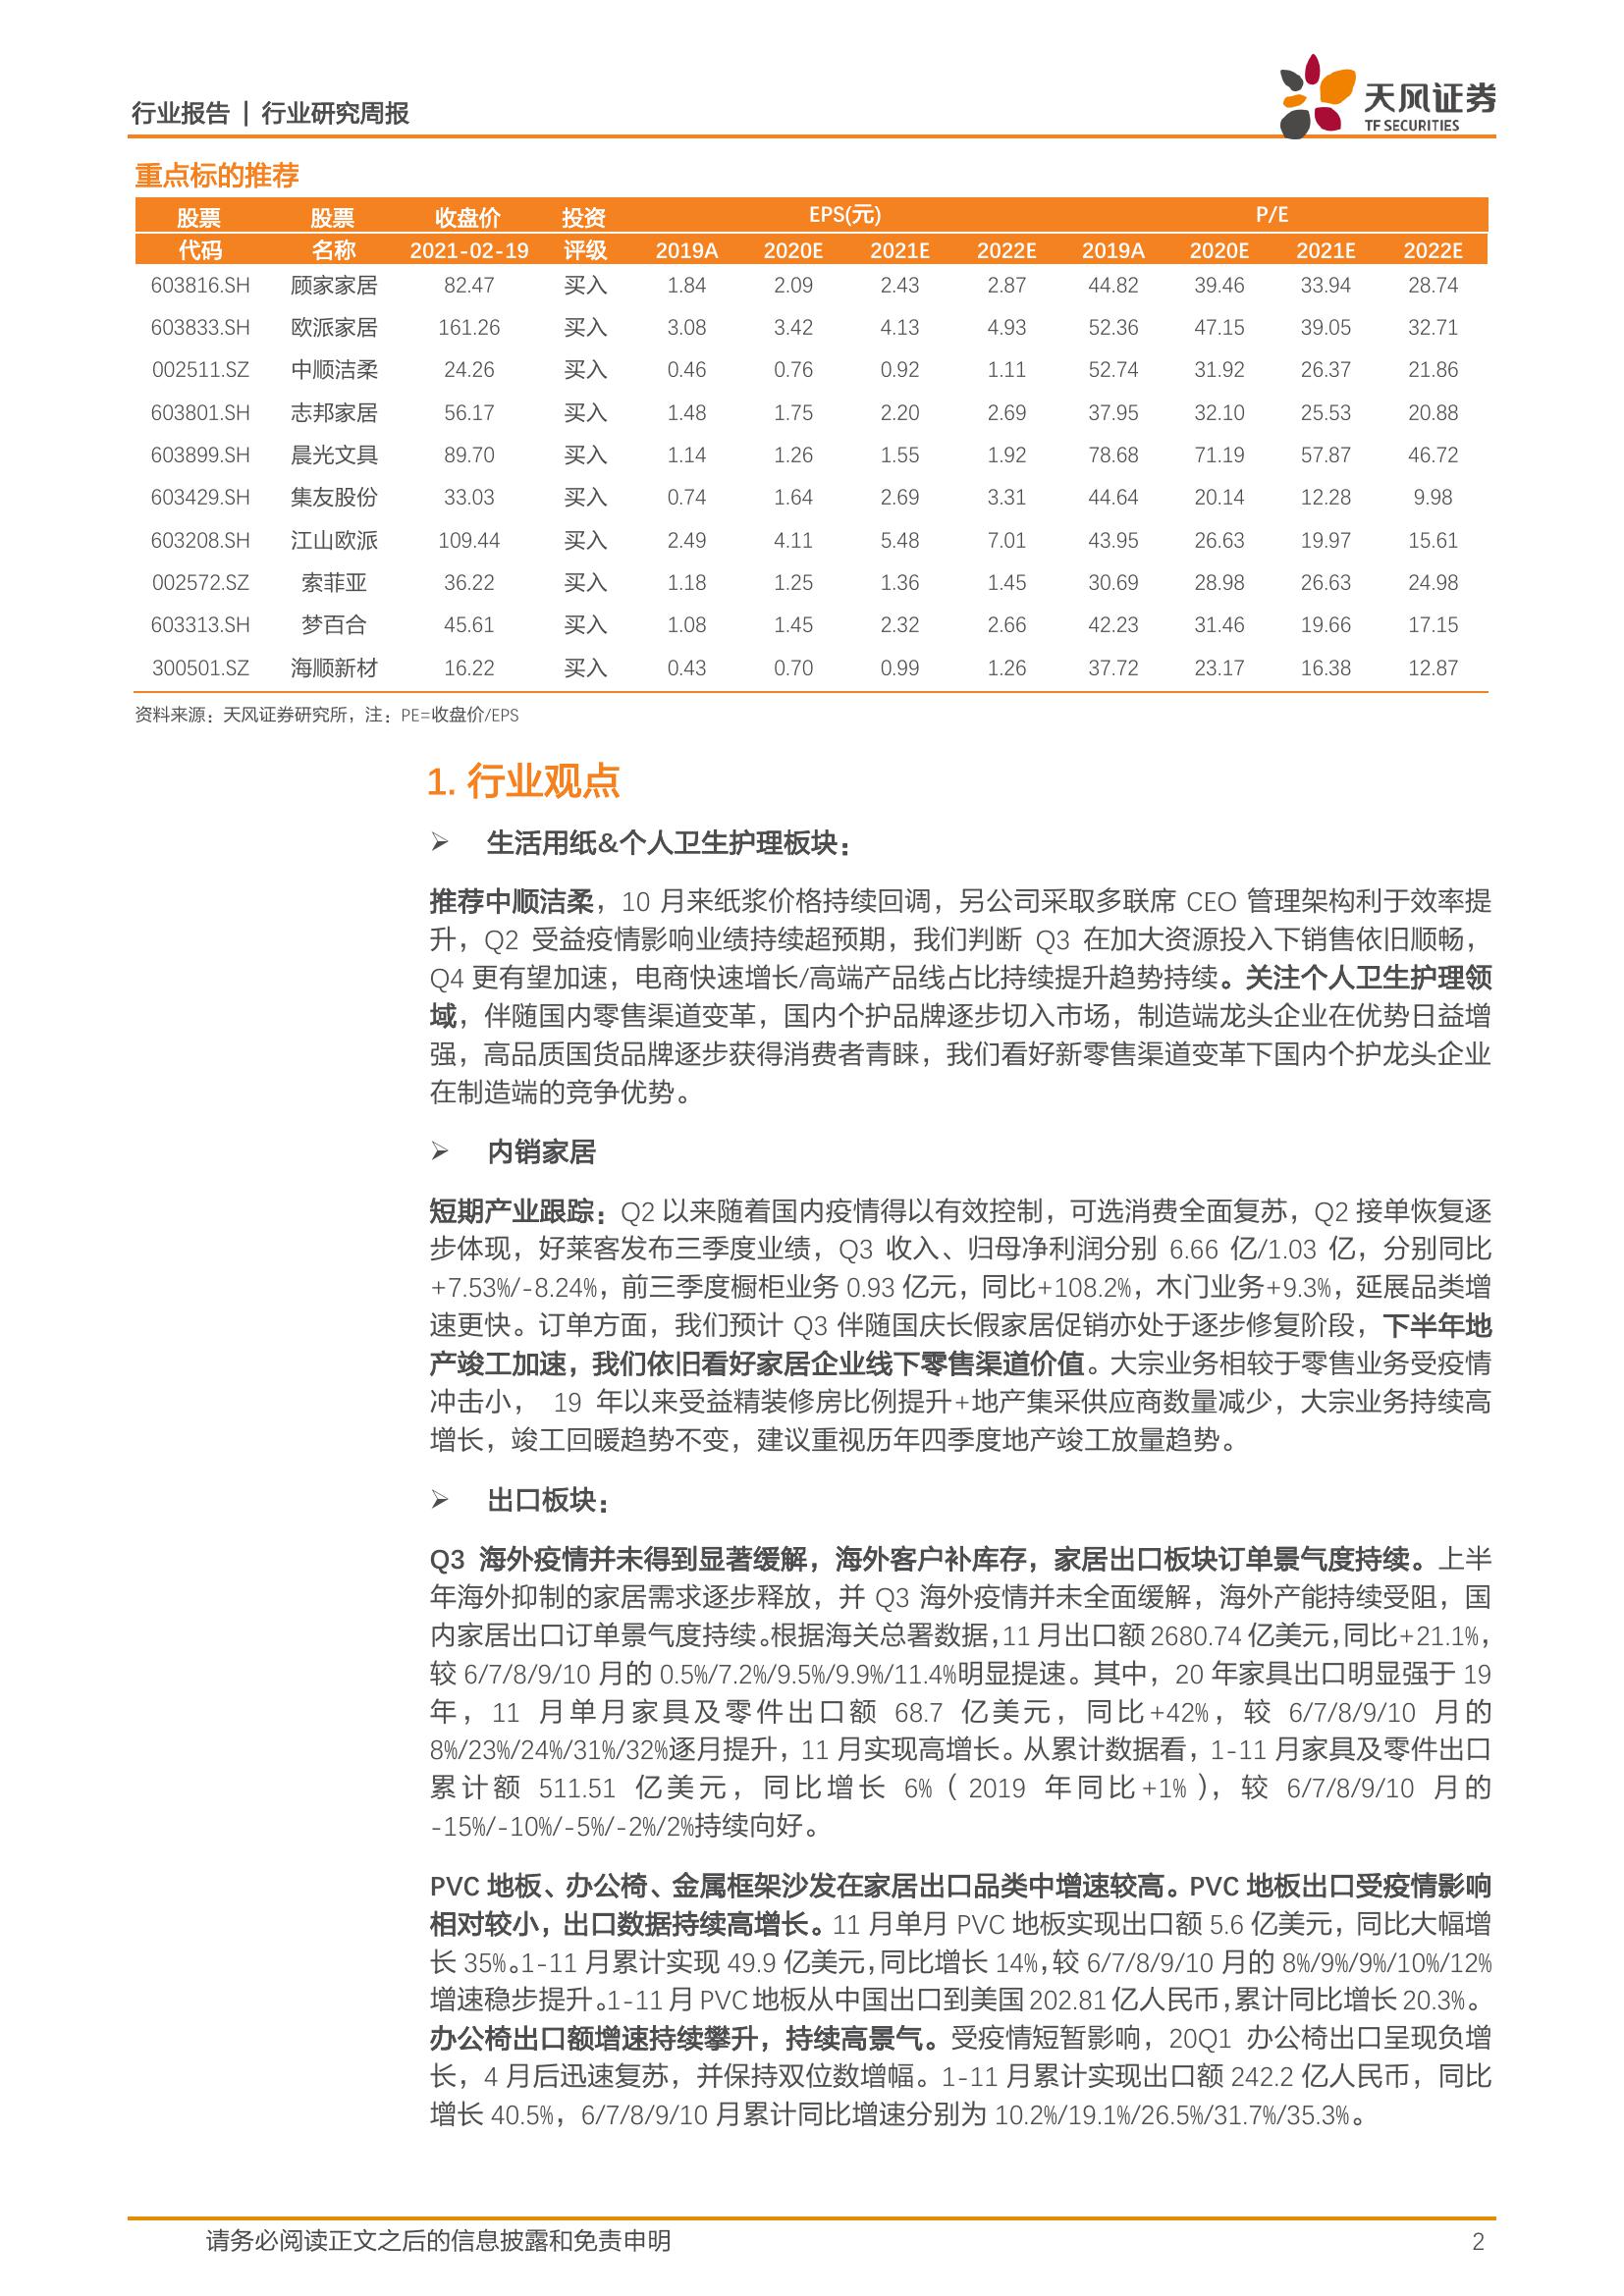 行业报告 | 行业研究周报
天风证券
TF SECURITIES
重点标的推荐
股票 股票 收盘价 投资 EPS(元) P/E
代码 名称 2021-02-19 评级 2019A 2020E 2021E 2022E 2019A 2020E 2021E 2022E
603816.SH 顾家家居 82.47 买入 1.84 2.09 2.43 2.87 44.82 39.46 33.94 28.74
603833.SH 欧派家居 161.26 买入 3.08 3.42 4.13 4.93 52.36 47.15 39.05 32.71
002511.SZ 中顺洁柔 24.26 买入 0.46 0.76 0.92 1.11 52.74 31.92 26.37 21.86
603801.SH 志邦家居 56.17 买入 1.48 1.75 2.20 2.69 37.95 32.10 25.53 20.88
603899.SH 晨光文具 89.70 买入 1.14 1.26 1.55 1.92 78.68 71.19 57.87 46.72
603429.SH 集友股份 33.03 买入 0.74 1.64 2.69 3.31 44.64 20.14 12.28 9.98
603208.SH 江山欧派 109.44 买入 2.49 4.11 5.48 7.01 43.95 26.63 19.97 15.61
002572.SZ 索菲亚 36.22 买入 1.18 1.25 1.36 1.45 30.69 28.98 26.63 24.98
603313.SH 梦百合 45.61 买入 1.08 1.45 2.32 2.66 42.23 31.46 19.66 17.15
300501.SZ 海顺新材 16.22 买入 0.43 0.70 0.99 1.26 37.72 23.17 16.38 12.87
资料来源：天风证券研究所，注：PE=收盘价/EPS
1. 行业观点
➢ 生活用纸&个人卫生护理板块：
推荐中顺洁柔，10 月来纸浆价格持续回调，另公司采取多联席 CEO 管理架构利于效率提
升，Q2 受益疫情影响业绩持续超预期，我们判断 Q3 在加大资源投入下销售依旧顺畅，
Q4 更有望加速，电商快速增长/高端产品线占比持续提升趋势持续。关注个人卫生护理领
域，伴随国内零售渠道变革，国内个护品牌逐步切入市场，制造端龙头企业在优势日益增
强，高品质国货品牌逐步获得消费者青睐，我们看好新零售渠道变革下国内个护龙头企业
在制造端的竞争优势。
➢ 内销家居
短期产业跟踪：Q2 以来随着国内疫情得以有效控制，可选消费全面复苏，Q2 接单恢复逐
步体现，好莱客发布三季度业绩，Q3 收入、归母净利润分别 6.66 亿/1.03 亿，分别同比
+7.53%/-8.24%，前三季度橱柜业务 0.93 亿元，同比+108.2%，木门业务+9.3%，延展品类增
速更快。订单方面，我们预计 Q3 伴随国庆长假家居促销亦处于逐步修复阶段，下半年地
产竣工加速，我们依旧看好家居企业线下零售渠道价值。大宗业务相较于零售业务受疫情
冲击小， 19 年以来受益精装修房比例提升+地产集采供应商数量减少，大宗业务持续高
增长，竣工回暖趋势不变，建议重视历年四季度地产竣工放量趋势。
➢ 出口板块：
Q3 海外疫情并未得到显著缓解，海外客户补库存，家居出口板块订单景气度持续。上半
年海外抑制的家居需求逐步释放，并 Q3 海外疫情并未全面缓解，海外产能持续受阻，国
内家居出口订单景气度持续。根据海关总署数据，11 月出口额 2680.74 亿美元，同比+21.1%，
较 6/7/8/9/10 月的 0.5%/7.2%/9.5%/9.9%/11.4%明显提速。其中，20 年家具出口明显强于 19
年，11 月单月家具及零件出口额 68.7 亿美元，同比+42%，较 6/7/8/9/10 月的
8%/23%/24%/31%/32%逐月提升，11 月实现高增长。从累计数据看，1-11 月家具及零件出口
累计额 511.51 亿美元，同比增长 6%（2019 年同比+1%），较 6/7/8/9/10 月的
-15%/-10%/-5%/-2%/2%持续向好。
PVC 地板、办公椅、金属框架沙发在家居出口品类中增速较高。PVC 地板出口受疫情影响
相对较小，出口数据持续高增长。11 月单月 PVC 地板实现出口额 5.6 亿美元，同比大幅增
长 35%。1-11 月累计实现 49.9 亿美元，同比增长 14%，较 6/7/8/9/10 月的 8%/9%/9%/10%/12%
增速稳步提升。1-11 月 PVC 地板从中国出口到美国 202.81 亿人民币，累计同比增长 20.3%。
办公椅出口额增速持续攀升，持续高景气。受疫情短暂影响，20Q1 办公椅出口呈现负增
长，4 月后迅速复苏，并保持双位数增幅。1-11 月累计实现出口额 242.2 亿人民币，同比
增长 40.5%，6/7/8/9/10 月累计同比增速分别为 10.2%/19.1%/26.5%/31.7%/35.3%。
请务必阅读正文之后的信息披露和免责申明 2